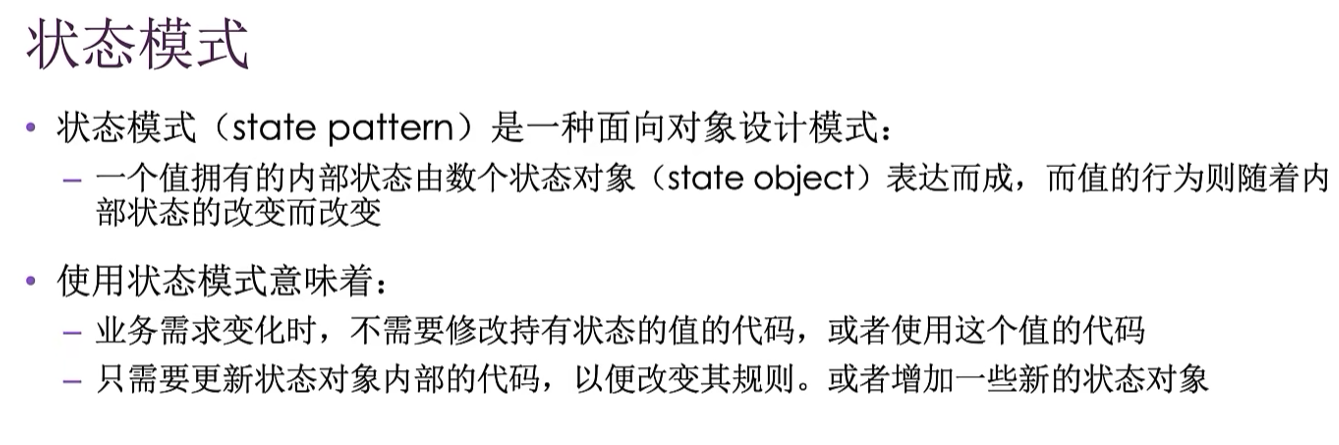 状态模式
• 状态模式（state pattern）是一种面向对象设计模式：
– 一个值拥有的内部状态由数个状态对象（state object）表达而成，而值的行为则随着内
部状态的改变而改变
• 使用状态模式意味着：
– 业务需求变化时，不需要修改持有状态的值的代码，或者使用这个值的代码
– 只需要更新状态对象内部的代码，以便改变其规则。或者增加一些新的状态对象